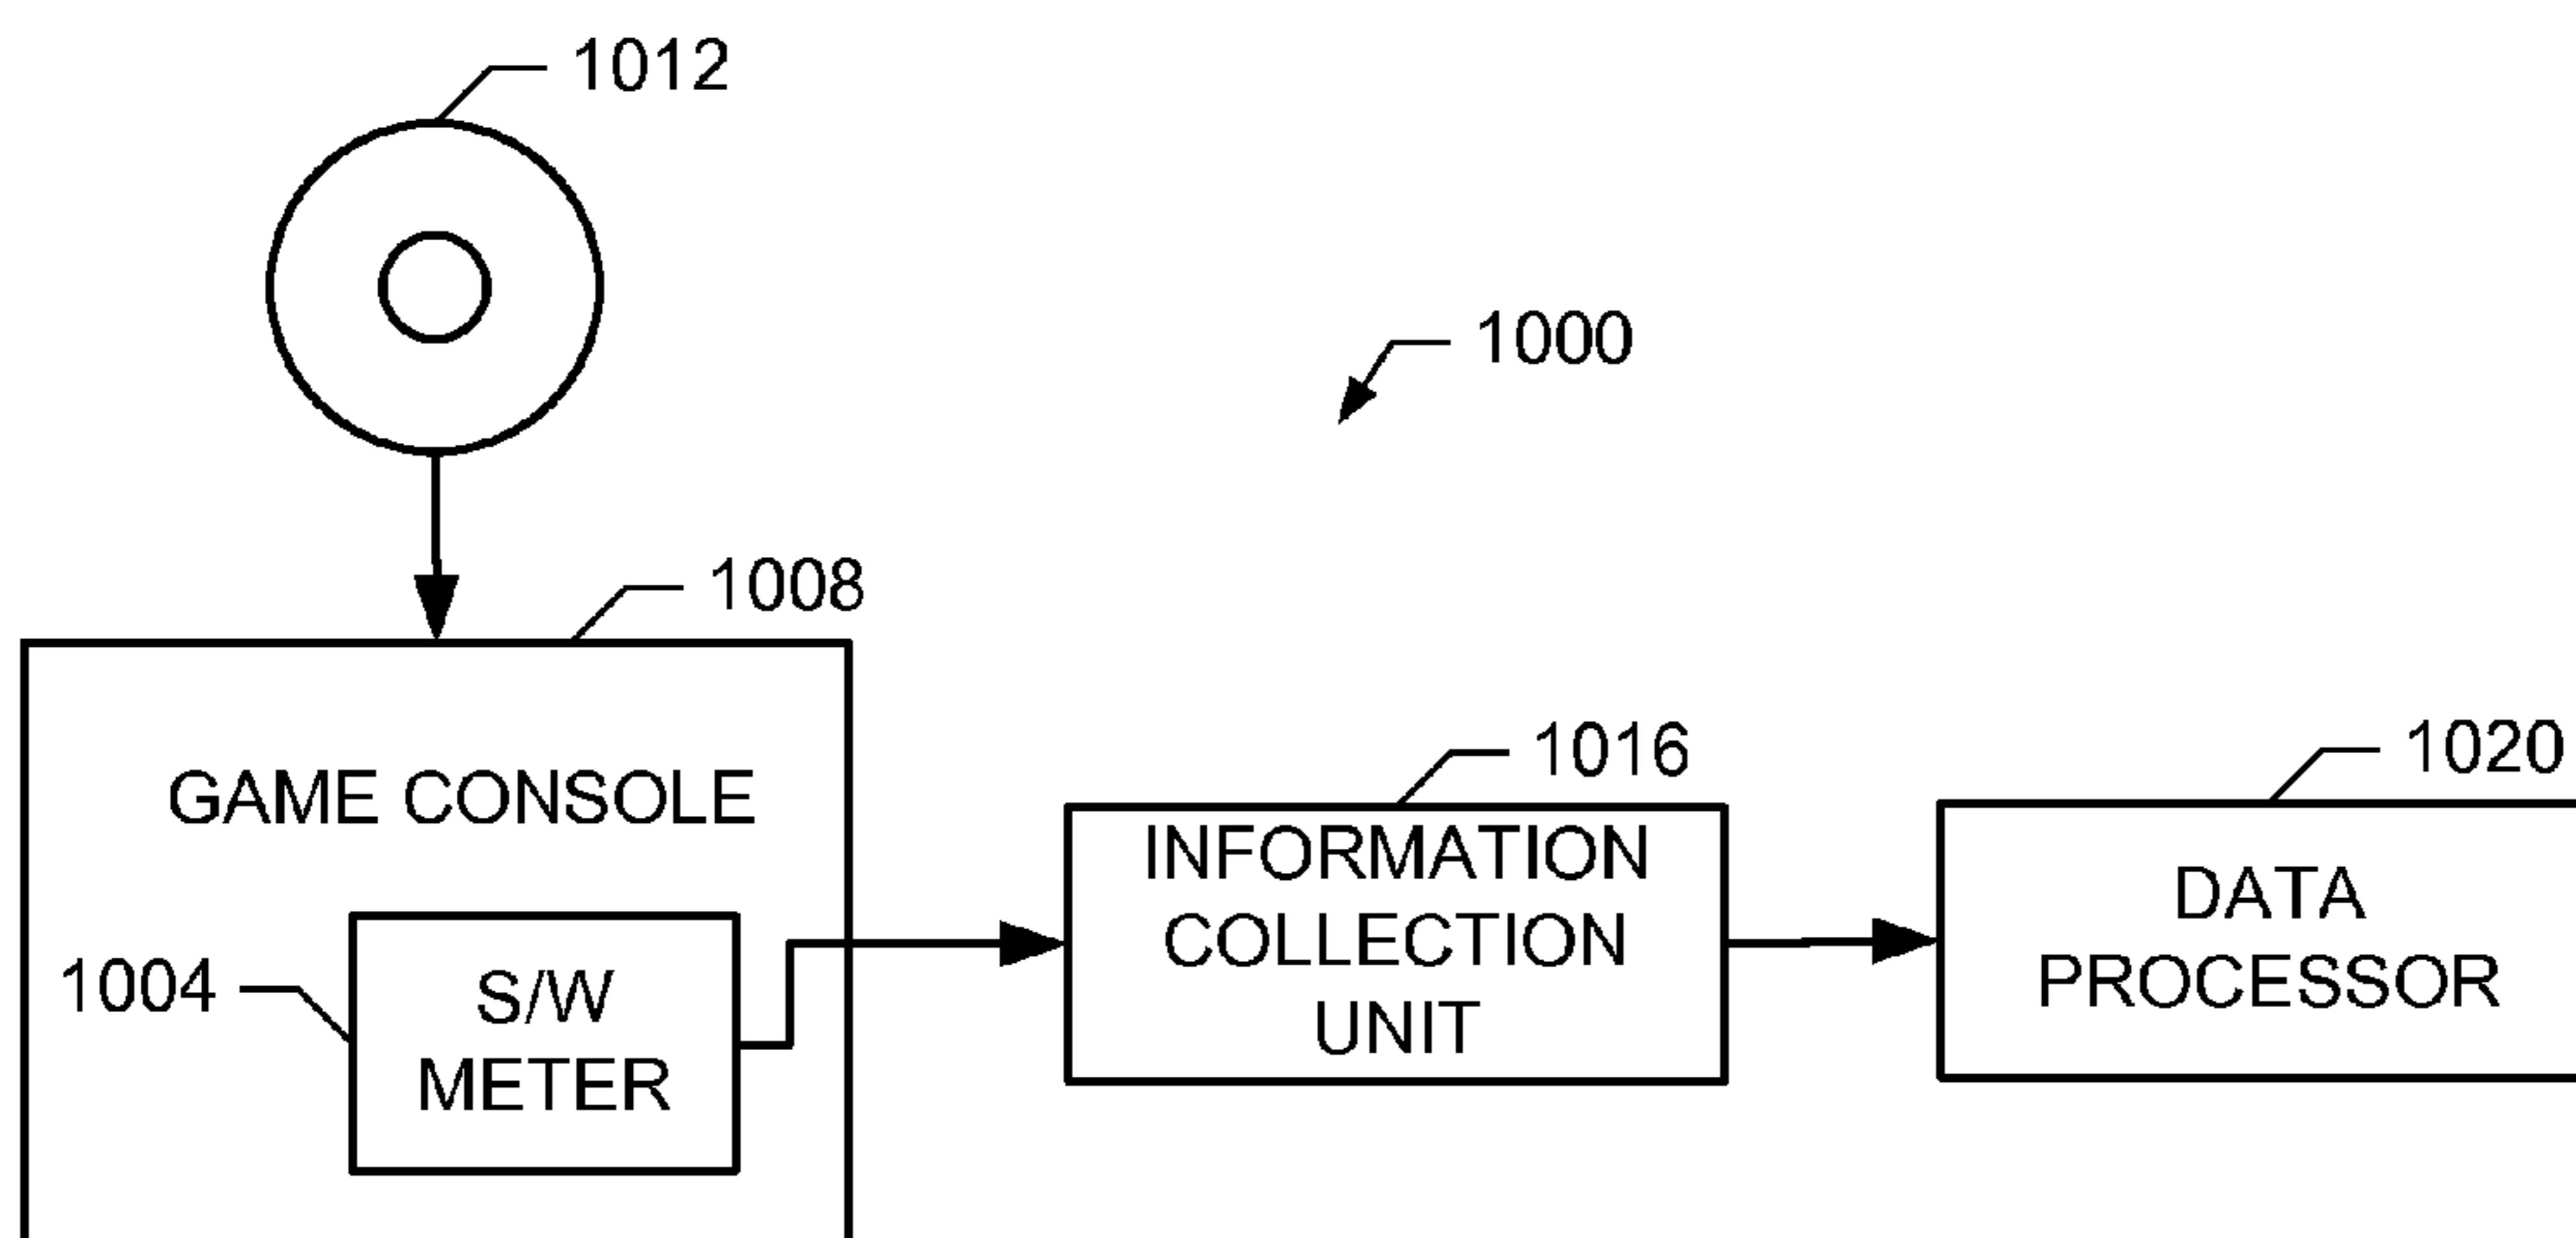 1012
1000
1008
GAME CONSOLE
1004
S/W
METER
1016
INFORMATION
COLLECTION
UNIT
1020
DATA
PROCESSOR